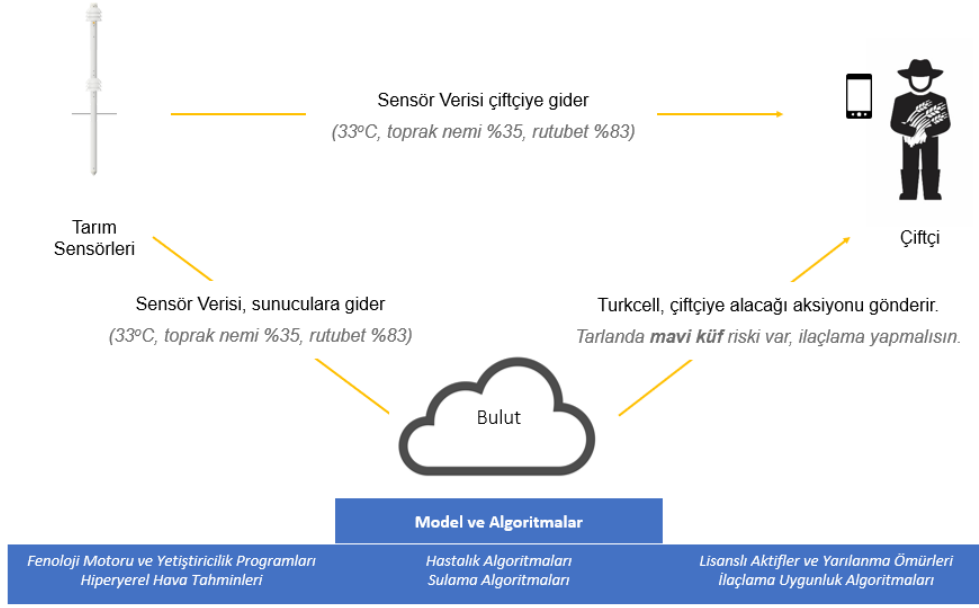 Sensör Verisi çiftçiye gider
(33°C, toprak nemi %35, rutubet %83)
Tarım
Sensörleri
Çiftçi
Sensör Verisi, sunuculara gider
(33°C, toprak nemi %35, rutubet %83)
Turkcell, çiftçiye alacağı aksiyonu gönderir.
Tarlanda mavi küf riski var, ilaçlama yapmalısın.
Bulut
Model ve Algoritmalar
Fenoloji Motoru ve Yetiştiricilik Programları
Hiperyerel Hava Tahminleri
Hastalık Algoritmaları
Sulama Algoritmaları
Lisanslı Aktifler ve Yarılanma Ömürleri
İlaçlama Uygunluk Algoritmaları